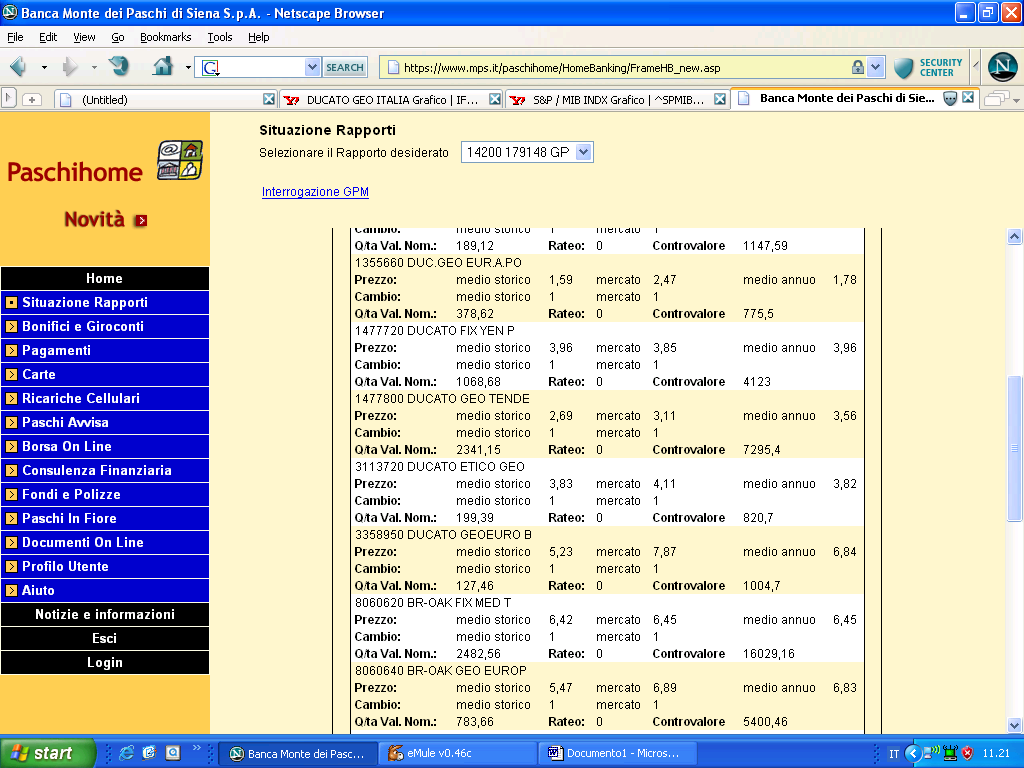 Banca Monte dei Paschi di Siena S.p.A. - Netscape Browser
File Edit View Go Bookmarks Tools Help
SEARCH https://www.mps.it/paschihome/HomeBanking/FrameHB_new.asp SECURITY CENTER
(Untitled) DUCATO GEO ITALIA Grafico | IF... S&P / MIB INDX Grafico | ^SPMIB... Banca Monte dei Paschi di Sie...
Paschihome
Novità
Situazione Rapporti
Selezionare il Rapporto desiderato 14200 179148 GP
Interrogazione GPM
Home
Situazione Rapporti
Bonifici e Giroconti
Pagamenti
Carte
Ricariche Cellulari
Paschi Avvisa
Borsa On Line
Consulenza Finanziaria
Fondi e Polizze
Paschi In Fiore
Documenti On Line
Profilo Utente
Aiuto
Notizie e informazioni
Esci
Login
Cambio: medio storico 1 mercato 1
Q/ta Val. Nom.: 189,12 Rateo: 0 Controvalore 1147,59
1355660 DUC.GEO EUR.A.PO
Prezzo: medio storico 1,59 mercato 2,47 medio annuo 1,78
Cambio: medio storico 1 mercato 1
Q/ta Val. Nom.: 378,62 Rateo: 0 Controvalore 775,5
1477720 DUCATO FIX YEN P
Prezzo: medio storico 3,96 mercato 3,85 medio annuo 3,96
Cambio: medio storico 1 mercato 1
Q/ta Val. Nom.: 1068,68 Rateo: 0 Controvalore 4123
1477800 DUCATO GEO TENDE
Prezzo: medio storico 2,69 mercato 3,11 medio annuo 3,56
Cambio: medio storico 1 mercato 1
Q/ta Val. Nom.: 2341,15 Rateo: 0 Controvalore 7295,4
3113720 DUCATO ETICO GEO
Prezzo: medio storico 3,83 mercato 4,11 medio annuo 3,82
Cambio: medio storico 1 mercato 1
Q/ta Val. Nom.: 199,39 Rateo: 0 Controvalore 820,7
3358950 DUCATO GEOEURO B
Prezzo: medio storico 5,23 mercato 7,87 medio annuo 6,84
Cambio: medio storico 1 mercato 1
Q/ta Val. Nom.: 127,46 Rateo: 0 Controvalore 1004,7
8060620 BR-OAK FIX MED T
Prezzo: medio storico 6,42 mercato 6,45 medio annuo 6,45
Cambio: medio storico 1 mercato 1
Q/ta Val. Nom.: 2482,56 Rateo: 0 Controvalore 16029,16
8060640 BR-OAK GEO EUROP
Prezzo: medio storico 5,47 mercato 6,89 medio annuo 6,83
Cambio: medio storico 1 mercato 1
Q/ta Val. Nom.: 783,66 Rateo: 0 Controvalore 5400,46
start Banca Monte dei Pasc... eMule v0.46c Documento1 - Micros... IT 11.21